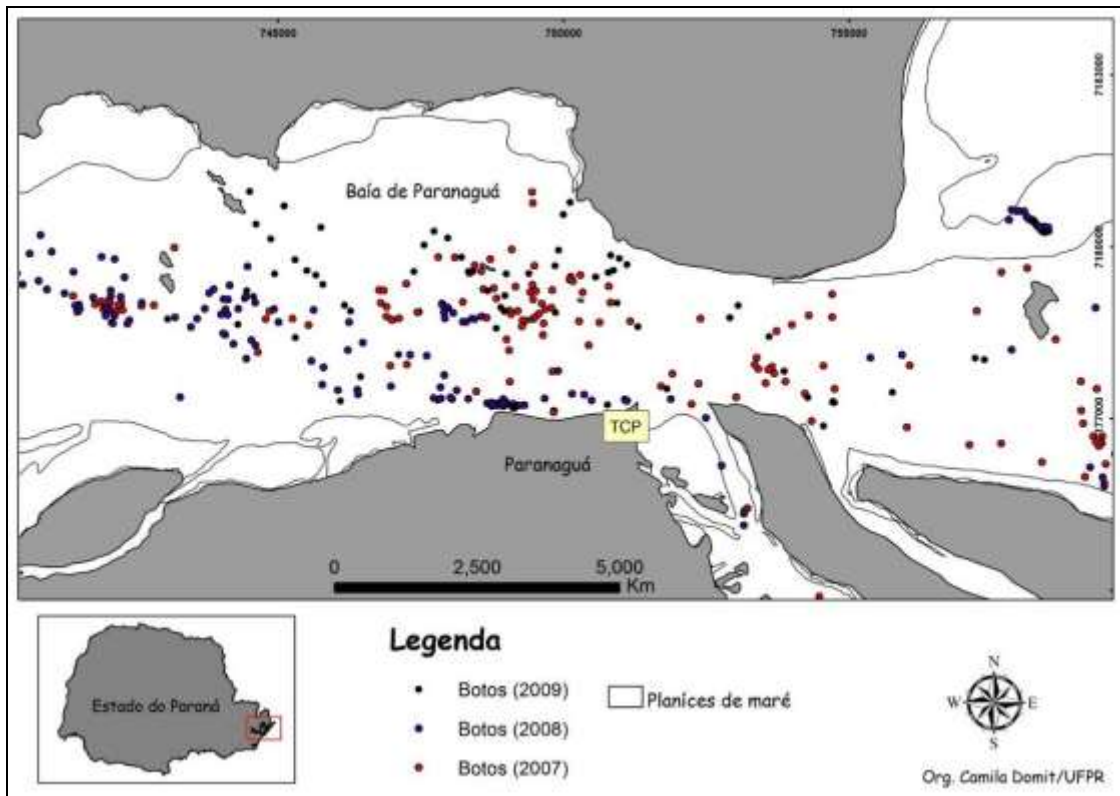 745000
750000
755000
7183000
Baía de Paranaguá
7180000
177000
TCP
Paranaguá
0 2,500 5,000
Km
Legenda
Botos (2009)
Planíces de maré
Botos (2008)
Botos (2007)
Estado do Paraná
N
W E
S
Org. Camila Domit/UFPR